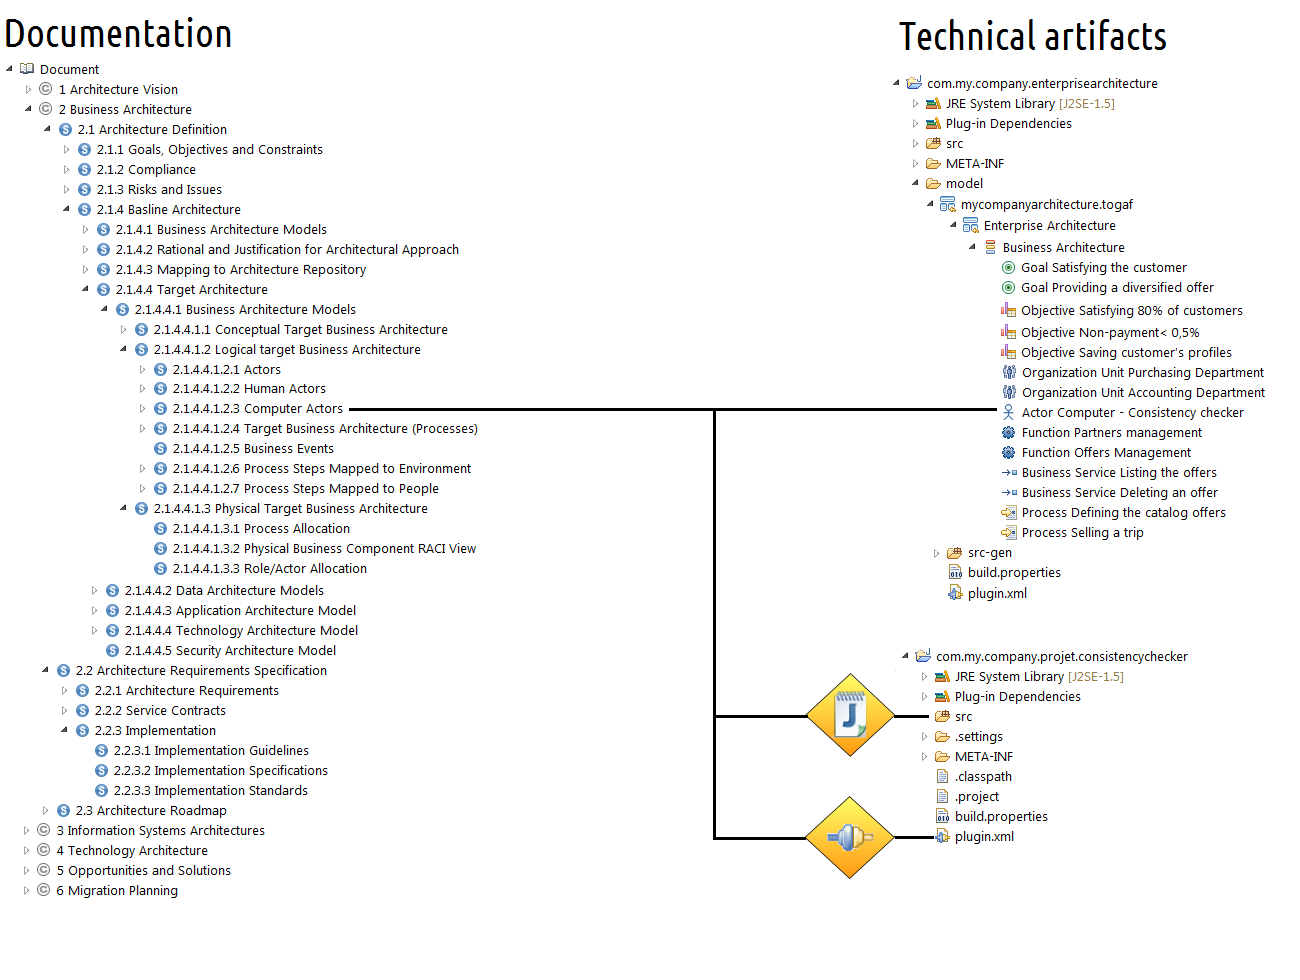 Documentation
Document
1 Architecture Vision
2 Business Architecture
2.1 Architecture Definition
2.1.1 Goals, Objectives and Constraints
2.1.2 Compliance
2.1.3 Risks and Issues
2.1.4 Basline Architecture
2.1.4.1 Business Architecture Models
2.1.4.2 Rational and Justification for Architectural Approach
2.1.4.3 Mapping to Architecture Repository
2.1.4.4 Target Architecture
2.1.4.4.1 Business Architecture Models
2.1.4.4.1.1 Conceptual Target Business Architecture
2.1.4.4.1.2 Logical target Business Architecture
2.1.4.4.1.2.1 Actors
2.1.4.4.1.2.2 Human Actors
2.1.4.4.1.2.3 Computer Actors
2.1.4.4.1.2.4 Target Business Architecture (Processes)
2.1.4.4.1.2.5 Business Events
2.1.4.4.1.2.6 Process Steps Mapped to Environment
2.1.4.4.1.2.7 Process Steps Mapped to People
2.1.4.4.1.3 Physical Target Business Architecture
2.1.4.4.1.3.1 Process Allocation
2.1.4.4.1.3.2 Physical Business Component RACI View
2.1.4.4.1.3.3 Role/Actor Allocation
2.1.4.4.2 Data Architecture Models
2.1.4.4.3 Application Architecture Model
2.1.4.4.4 Technology Architecture Model
2.1.4.4.5 Security Architecture Model
2.2 Architecture Requirements Specification
2.2.1 Architecture Requirements
2.2.2 Service Contracts
2.2.3 Implementation
2.2.3.1 Implementation Guidelines
2.2.3.2 Implementation Specifications
2.2.3.3 Implementation Standards
2.3 Architecture Roadmap
3 Information Systems Architectures
4 Technology Architecture
5 Opportunities and Solutions
6 Migration Planning
Technical artifacts
com.my.company.enterprisearchitecture
JRE System Library [J2SE-1.5]
Plug-in Dependencies
src
META-INF
model
mycompanyarchitecture.togaf
Enterprise Architecture
Business Architecture
Goal Satisfying the customer
Goal Providing a diversified offer
Objective Satisfying 80% of customers
Objective Non-payment< 0,5%
Objective Saving customer's profiles
Organization Unit Purchasing Department
Organization Unit Accounting Department
Actor Computer - Consistency checker
Function Partners management
Function Offers Management
Business Service Listing the offers
Business Service Deleting an offer
Process Defining the catalog offers
Process Selling a trip
src-gen
build.properties
plugin.xml
com.my.company.projet.consistencychecker
JRE System Library [J2SE-1.5]
Plug-in Dependencies
src
.settings
META-INF
.classpath
.project
build.properties
plugin.xml